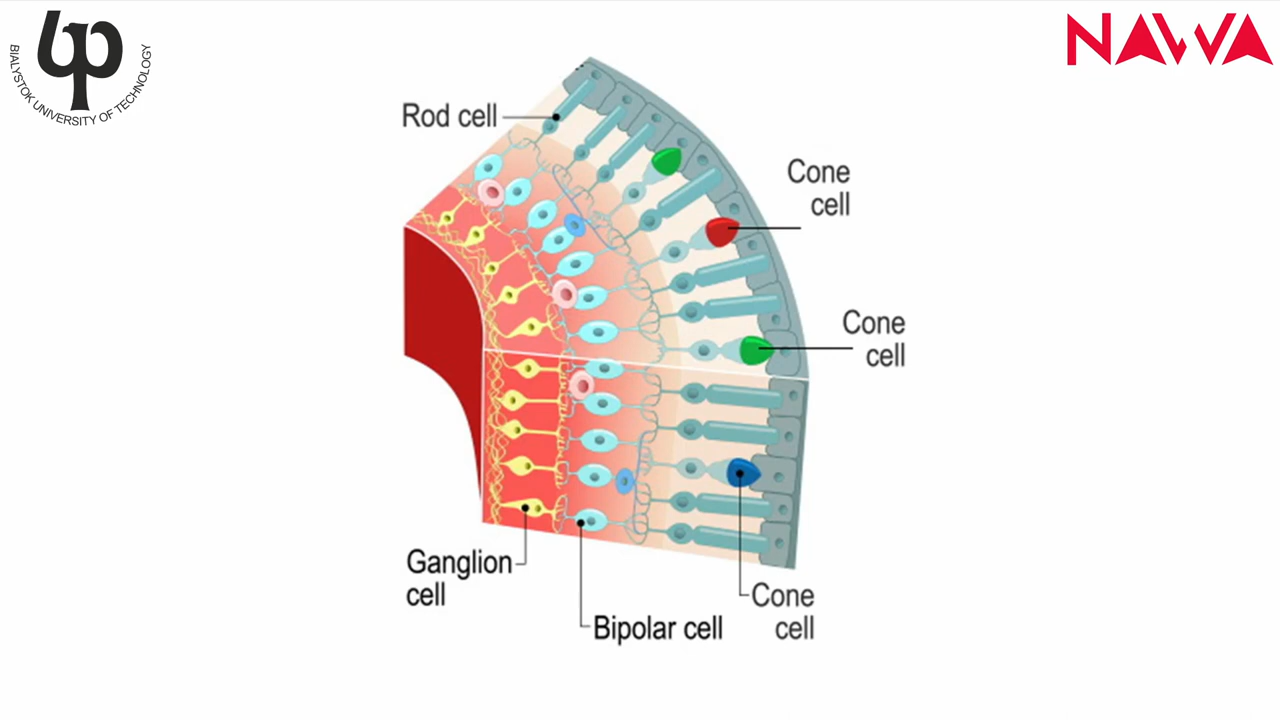 BIALYSTOK UNIVERSITY OF TECHNOLOGY
NAWA
Rod cell
Cone
cell
Cone
cell
Ganglion
cell
Cone
cell
Bipolar cell